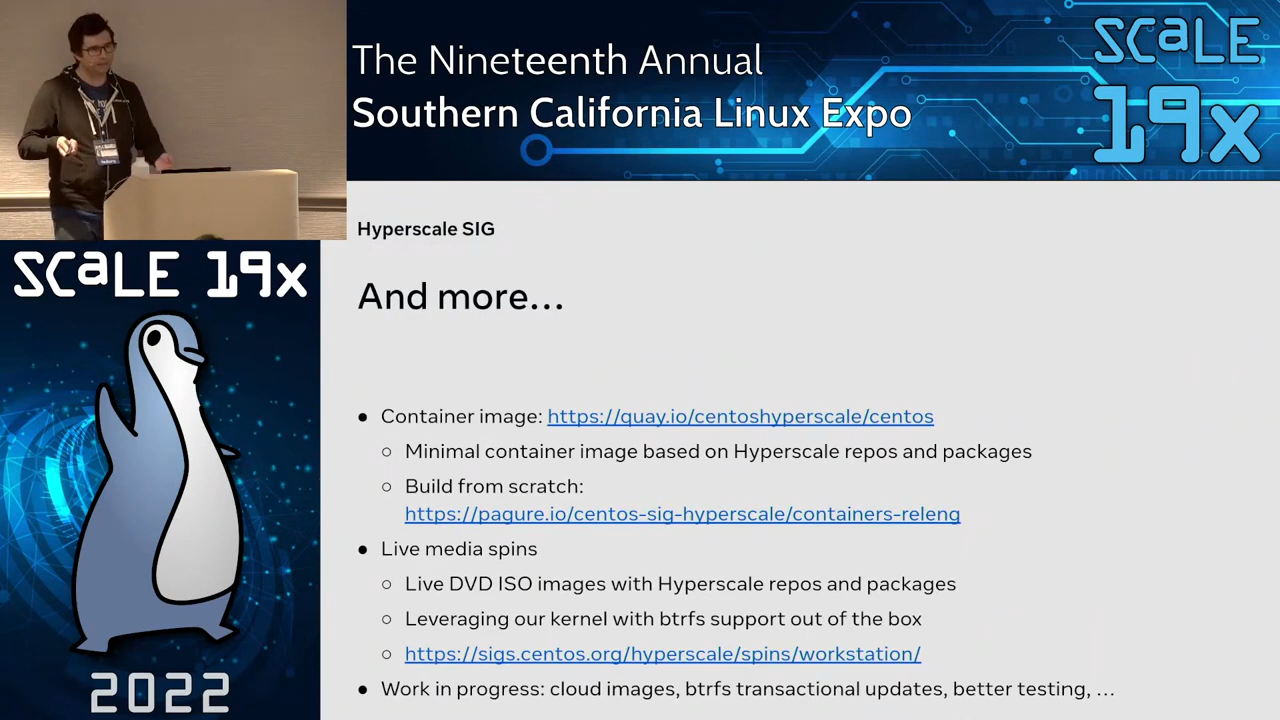 The Nineteenth Annual
Southern California Linux Expo
SCaLE
19x
Hyperscale SIG
And more...
SCaLE 19x
● Container image: https://quay.io/centoshyperscale/centos
○ Minimal container image based on Hyperscale repos and packages
○ Build from scratch:
https://pagure.io/centos-sig-hyperscale/containers-releng
● Live media spins
○ Live DVD ISO images with Hyperscale repos and packages
○ Leveraging our kernel with btrfs support out of the box
○ https://sigs.centos.org/hyperscale/spins/workstation/
● Work in progress: cloud images, btrfs transactional updates, better testing, ...
2022